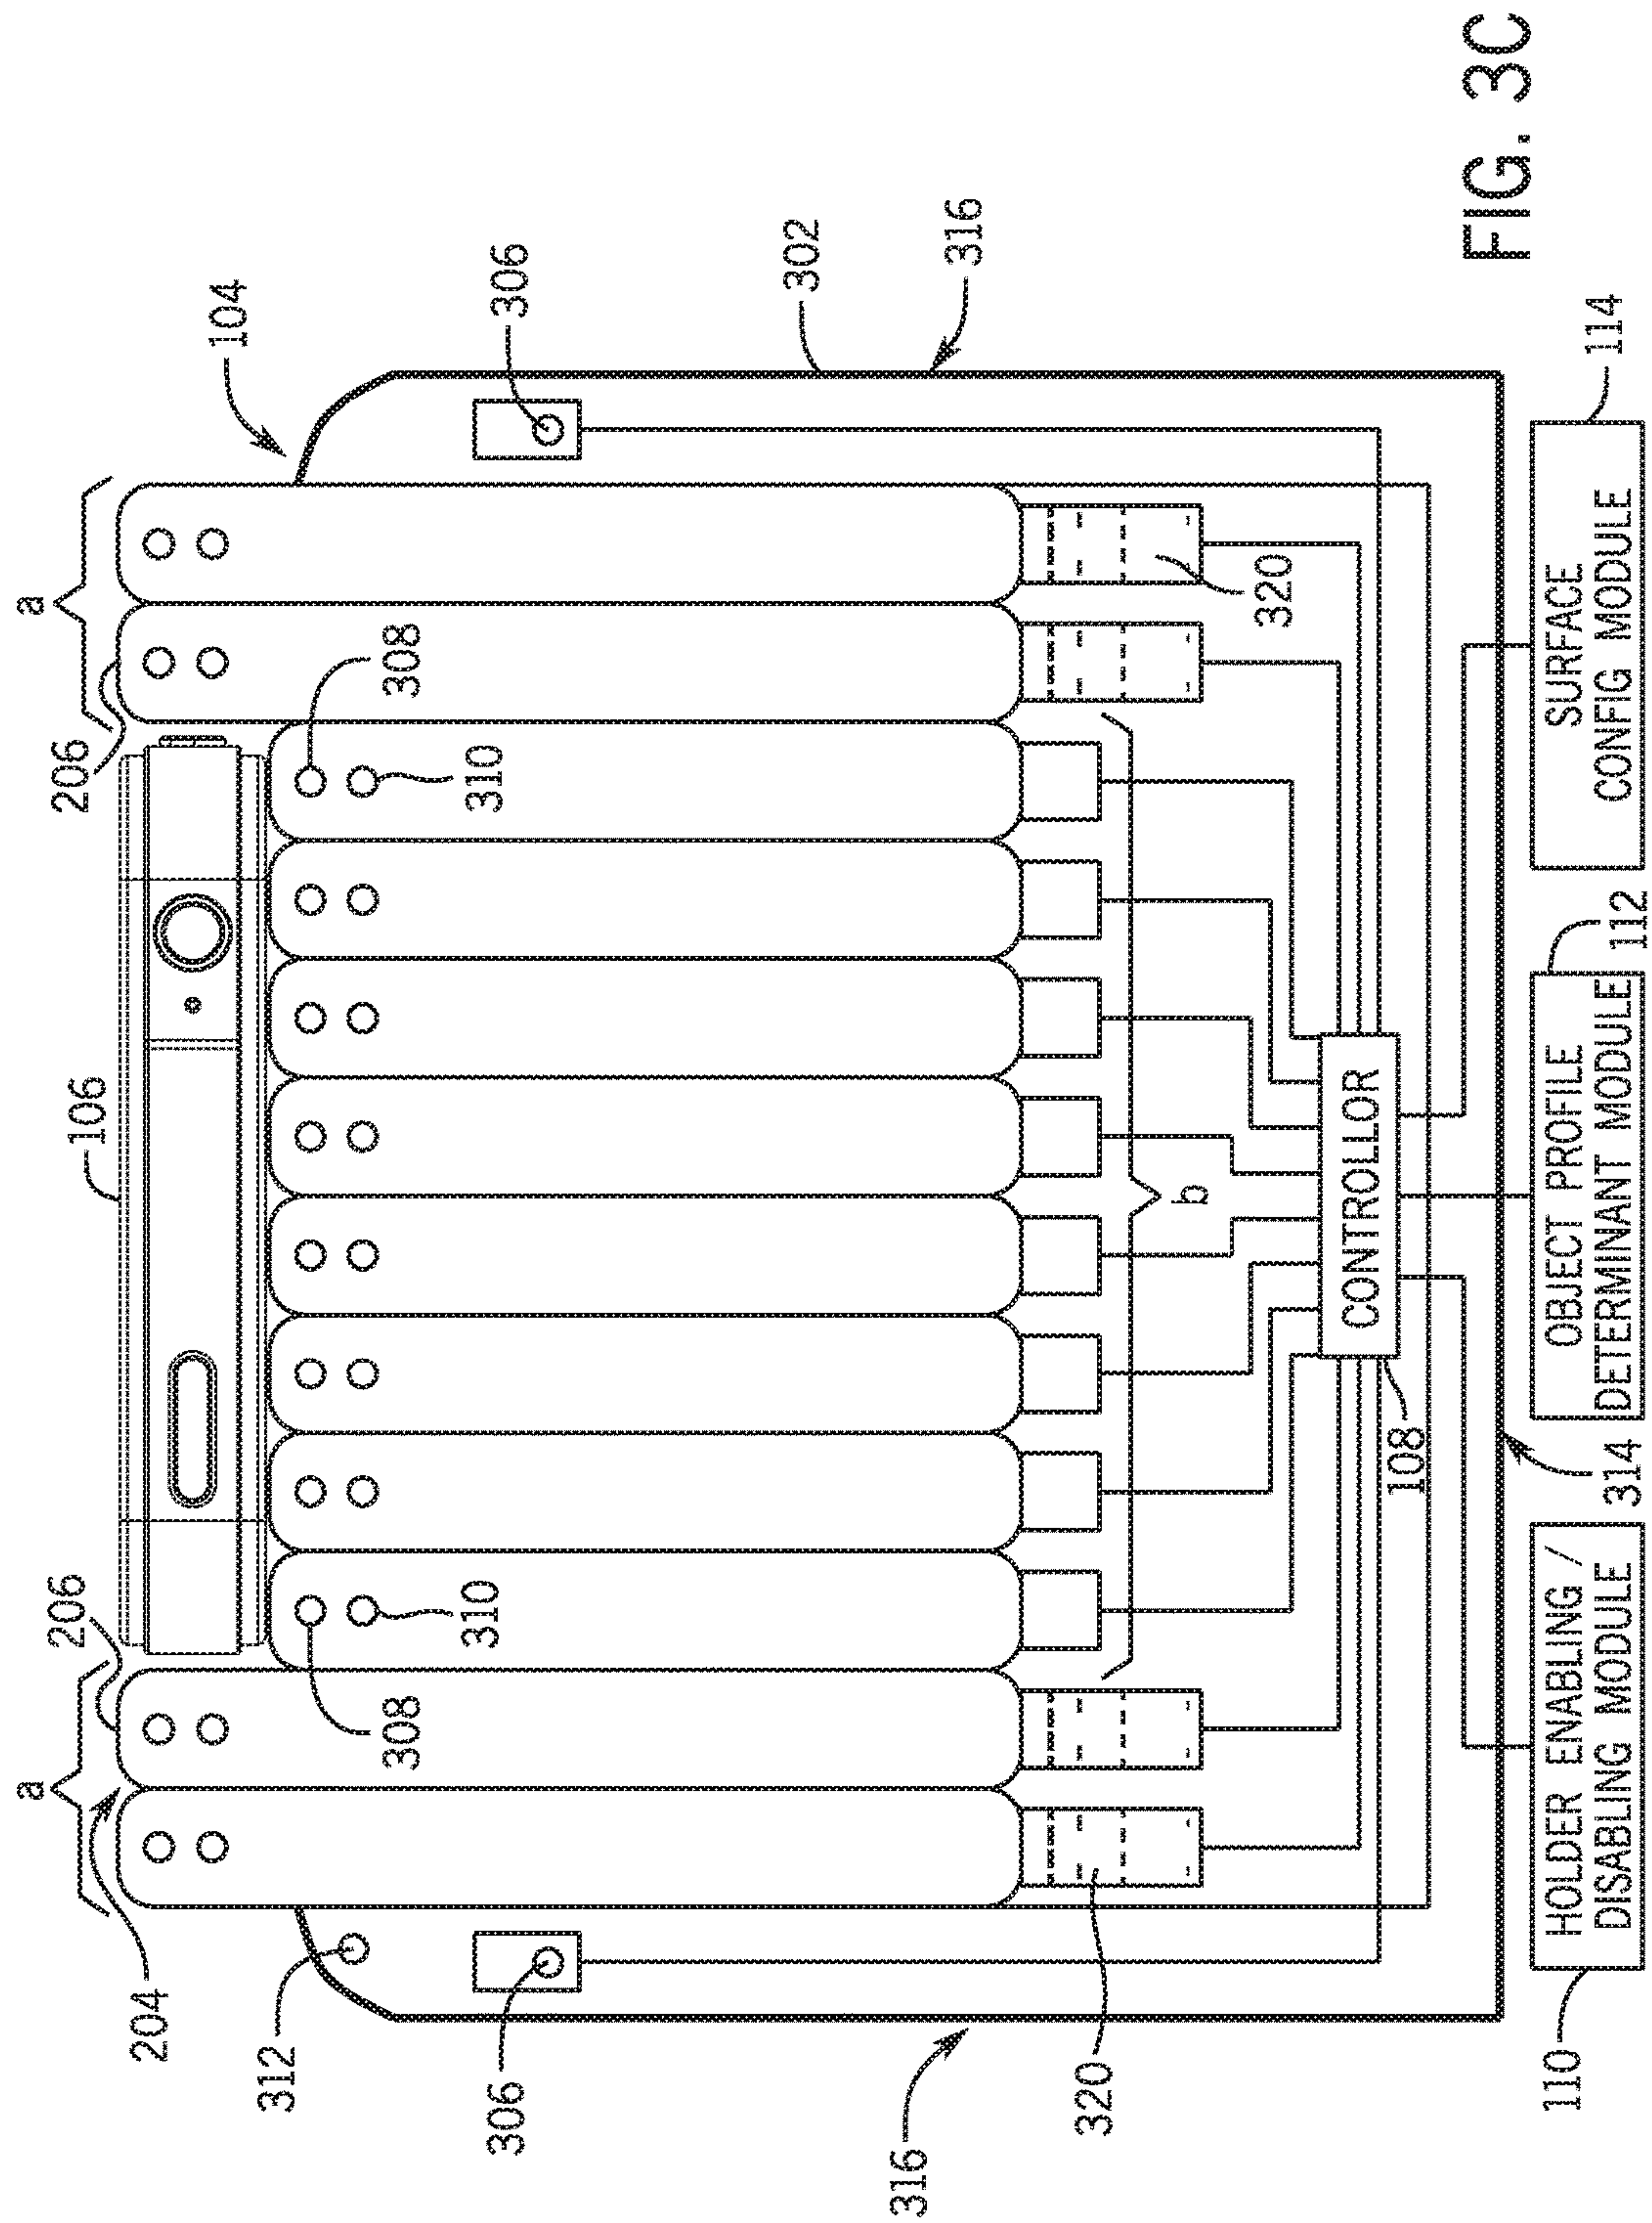 a
206
106
206
a
204
104
312
308
310
308
310
306
306
302
316
316
320
320
b
CONTROLLOR
108
314
110
HOLDER ENABLING /
DISABLING MODULE
OBJECT PROFILE
DETERMINANT MODULE
112
SURFACE
CONFIG MODULE
114
FIG. 3C